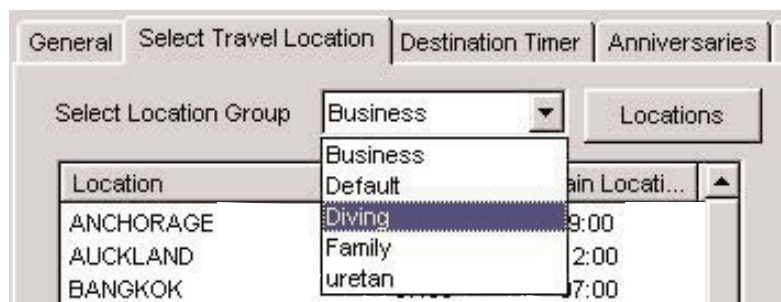 General Select Travel Location Destination Timer Anniversaries
Select Location Group Business Locations
Business
Location Default ain Locati...
Diving
ANCHORAGE 9:00
Family
AUCKLAND 2:00
uretan
BANGKOK 07:00